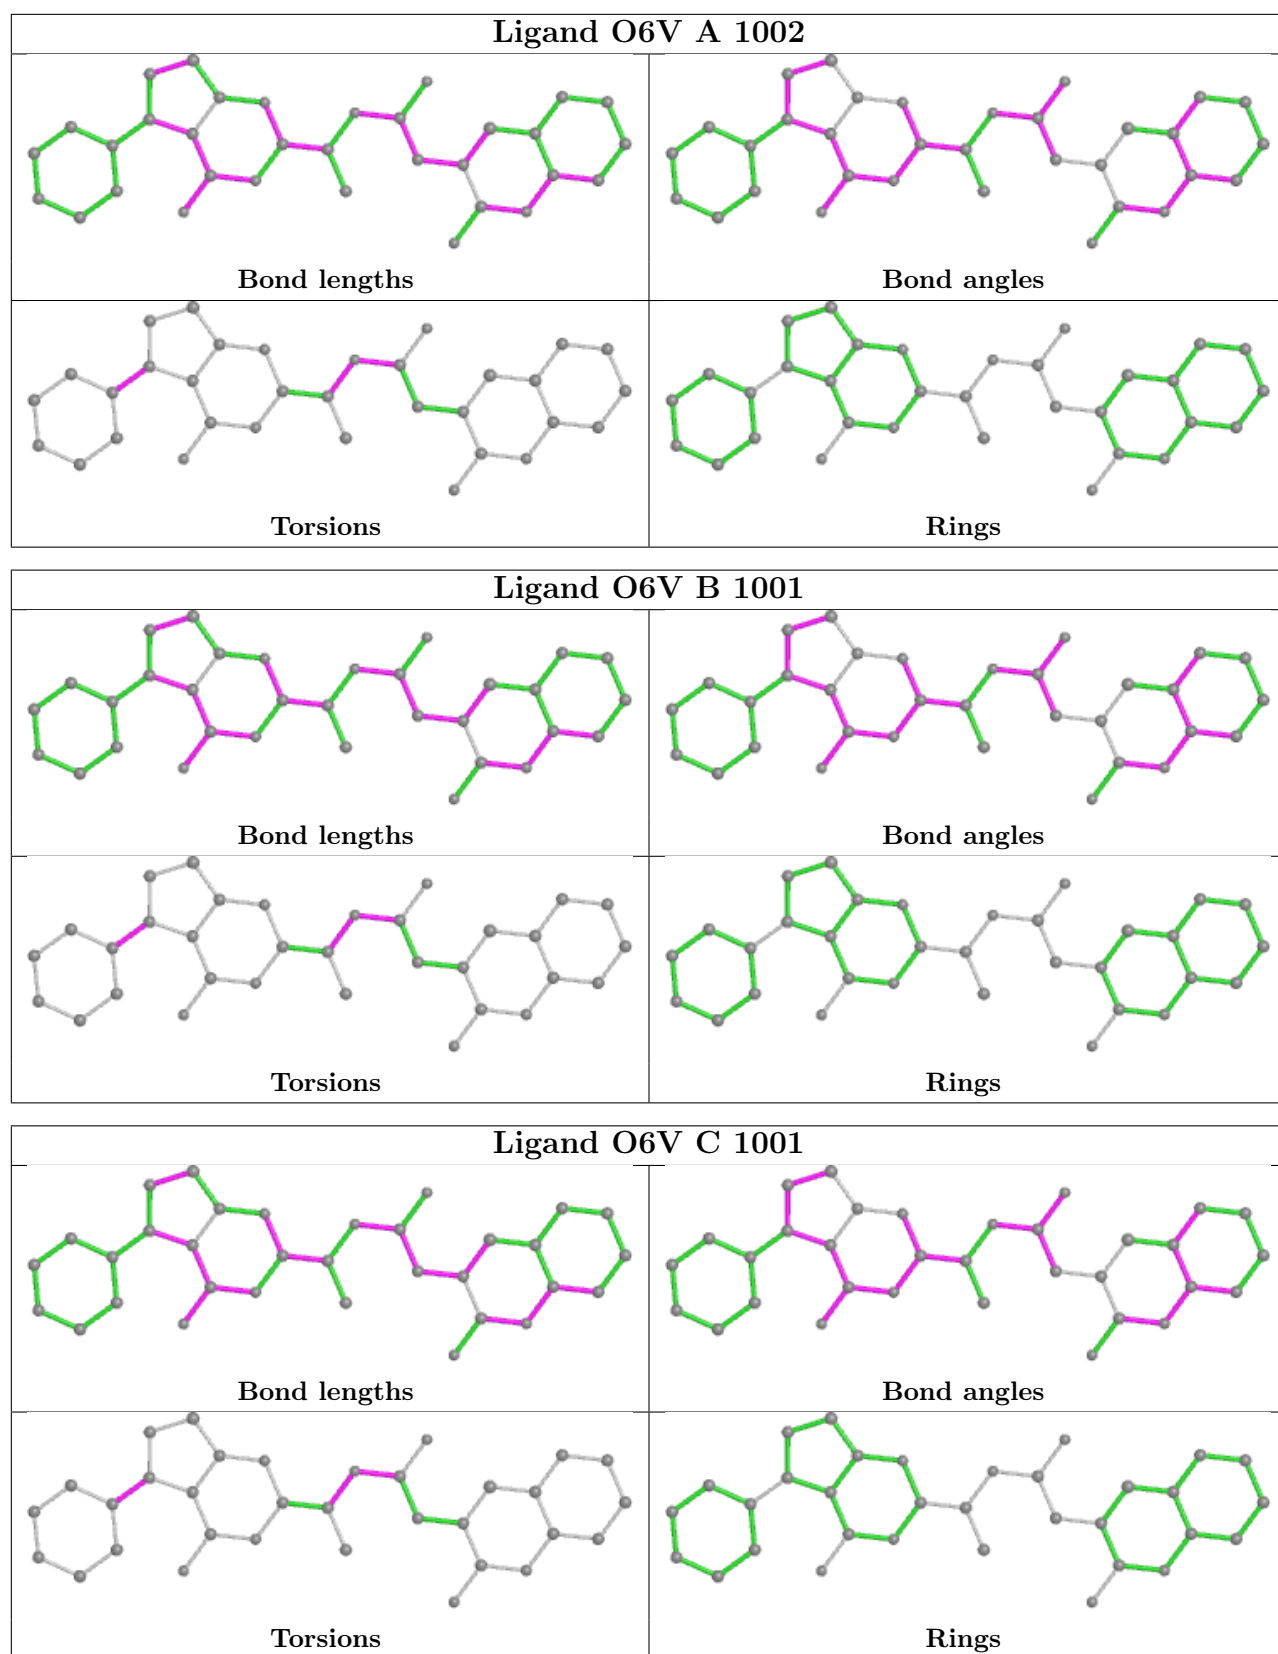 Ligand O6V A 1002
Bond lengths
Bond angles
Torsions
Rings
Ligand O6V B 1001
Bond lengths
Bond angles
Torsions
Rings
Ligand O6V C 1001
Bond lengths
Bond angles
Torsions
Rings